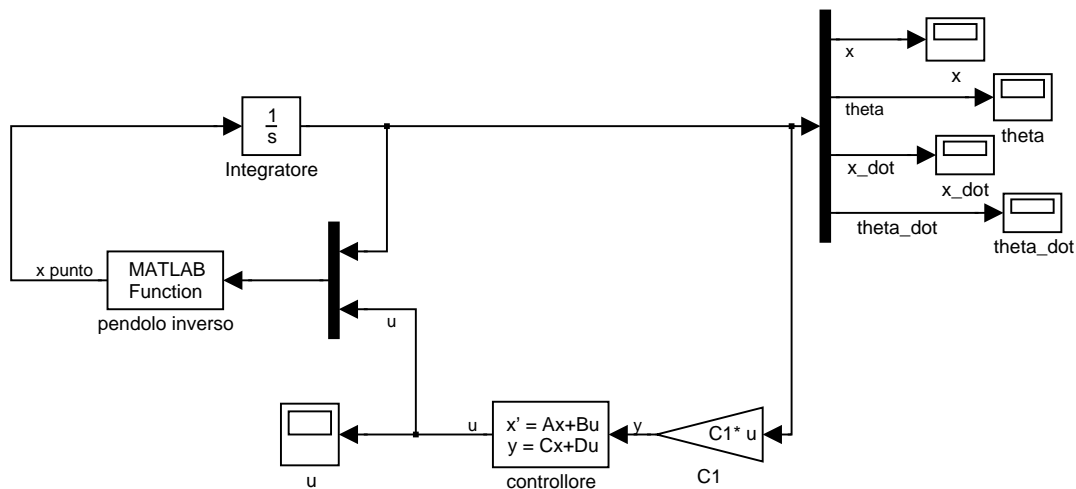 x
x
theta
theta
x_dot
x_dot
theta_dot
theta_dot
1
s
Integratore
x punto
MATLAB
Function
pendolo inverso
u
u
u
x' = Ax+Bu
y = Cx+Du
controllore
y
C1* u
C1